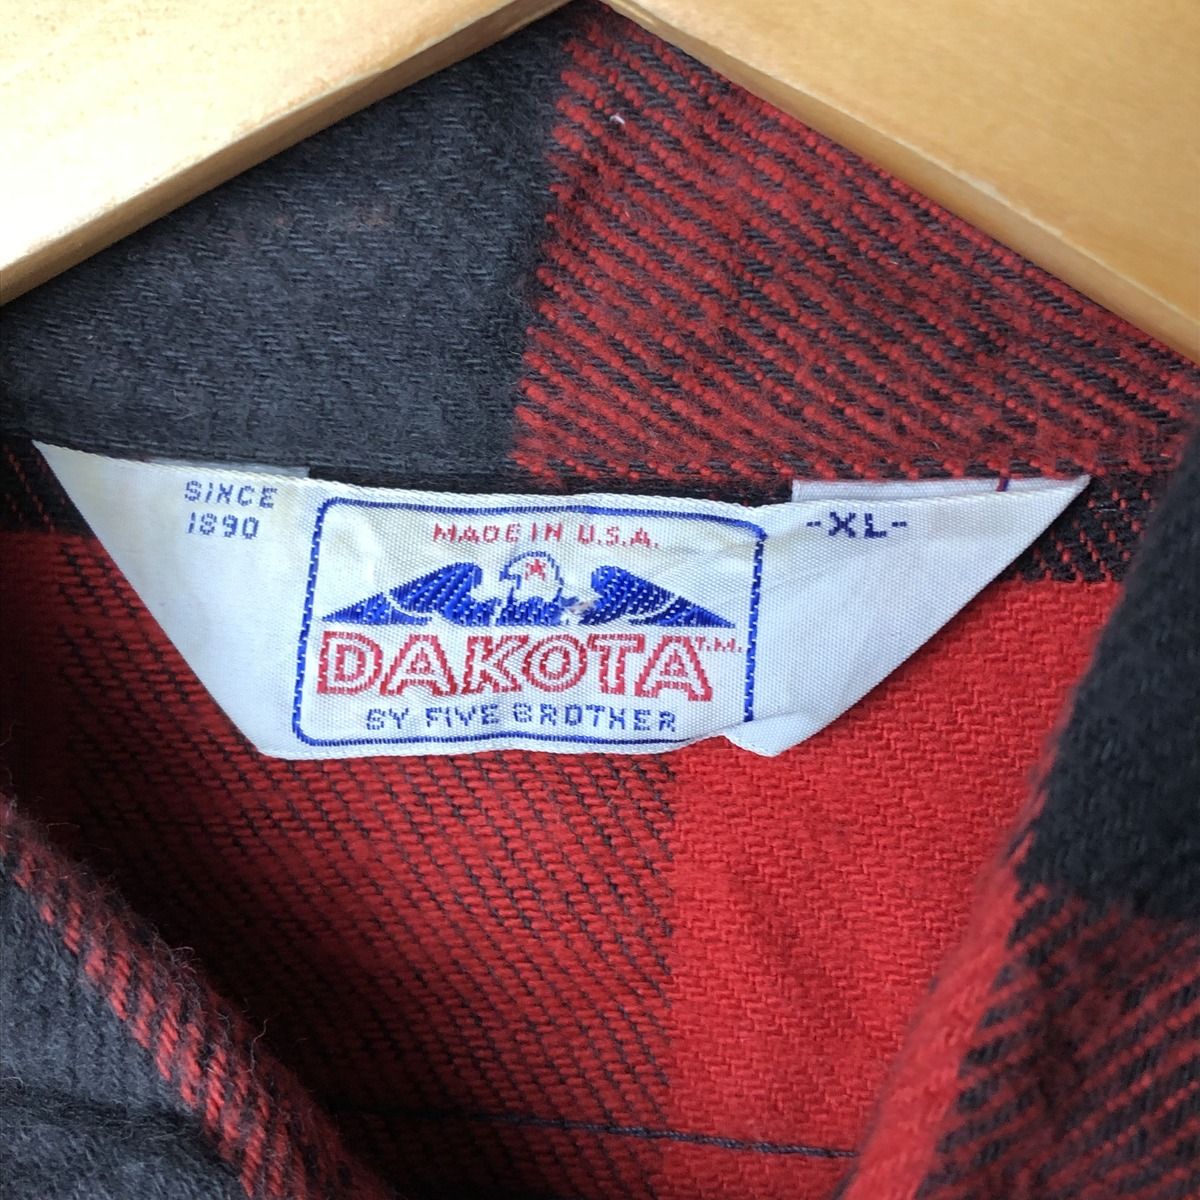 SINCE
1890
MADE IN U.S.A.
DAKOTA T.M.
BY FIVE BROTHER
-XL-